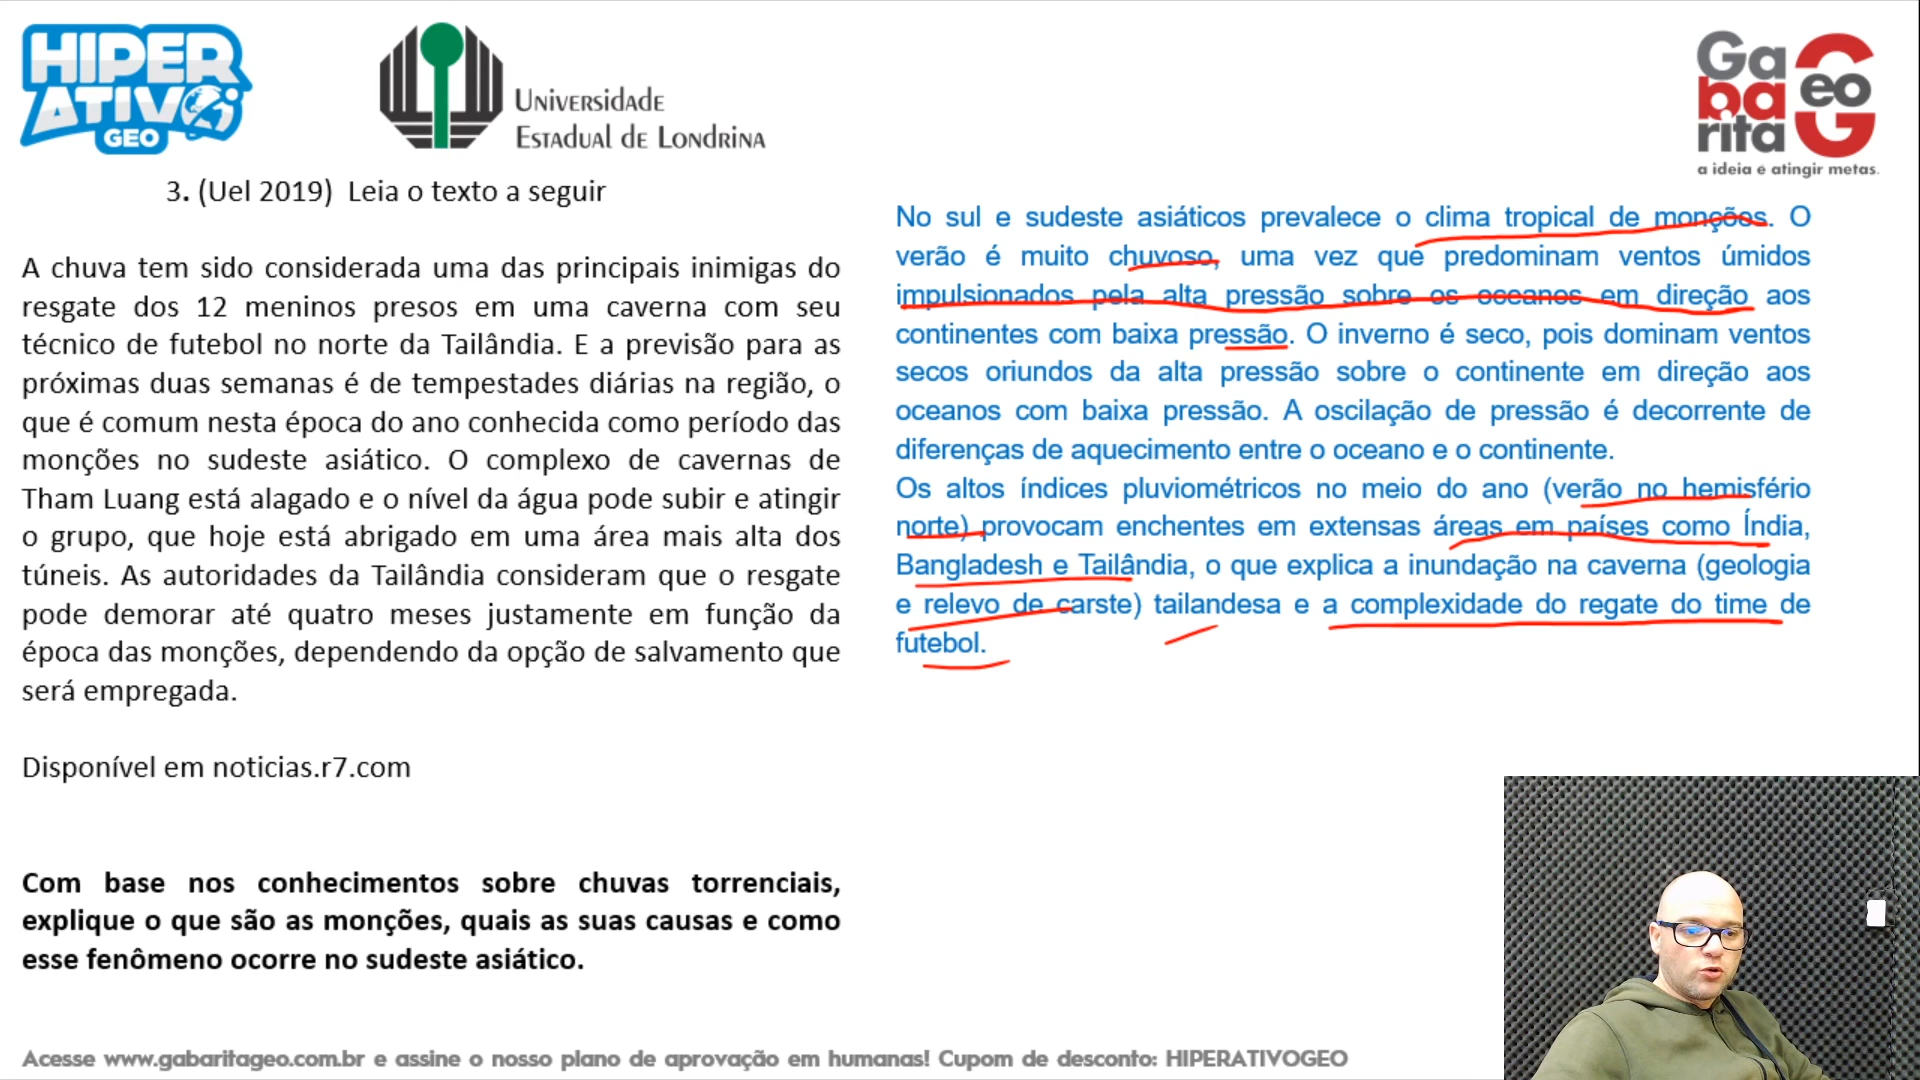 HIPER
ATIVO
GEO
Universidade
Estadual de Londrina
Ga
ba
rita
Geo
a ideia é atingir metas.
3. (Uel 2019) Leia o texto a seguir
A chuva tem sido considerada uma das principais inimigas do
resgate dos 12 meninos presos em uma caverna com seu
técnico de futebol no norte da Tailândia. E a previsão para as
próximas duas semanas é de tempestades diárias na região, o
que é comum nesta época do ano conhecida como período das
monções no sudeste asiático. O complexo de cavernas de
Tham Luang está alagado e o nível da água pode subir e atingir
o grupo, que hoje está abrigado em uma área mais alta dos
túneis. As autoridades da Tailândia consideram que o resgate
pode demorar até quatro meses justamente em função da
época das monções, dependendo da opção de salvamento que
será empregada.
Disponível em noticias.r7.com
Com base nos conhecimentos sobre chuvas torrenciais,
explique o que são as monções, quais as suas causas e como
esse fenômeno ocorre no sudeste asiático.
No sul e sudeste asiáticos prevalece o clima tropical de monções. O
verão é muito chuvoso, uma vez que predominam ventos úmidos
impulsionados pela alta pressão sobre os oceanos em direção aos
continentes com baixa pressão. O inverno é seco, pois dominam ventos
secos oriundos da alta pressão sobre o continente em direção aos
oceanos com baixa pressão. A oscilação de pressão é decorrente de
diferenças de aquecimento entre o oceano e o continente.
Os altos índices pluviométricos no meio do ano (verão no hemisfério
norte) provocam enchentes em extensas áreas em países como Índia,
Bangladesh e Tailândia, o que explica a inundação na caverna (geologia
e relevo de carste) tailandesa e a complexidade do regate do time de
futebol.
Acesse www.gabaritageo.com.br e assine o nosso plano de aprovação em humanas! Cupom de desconto: HIPERATIVOGEO